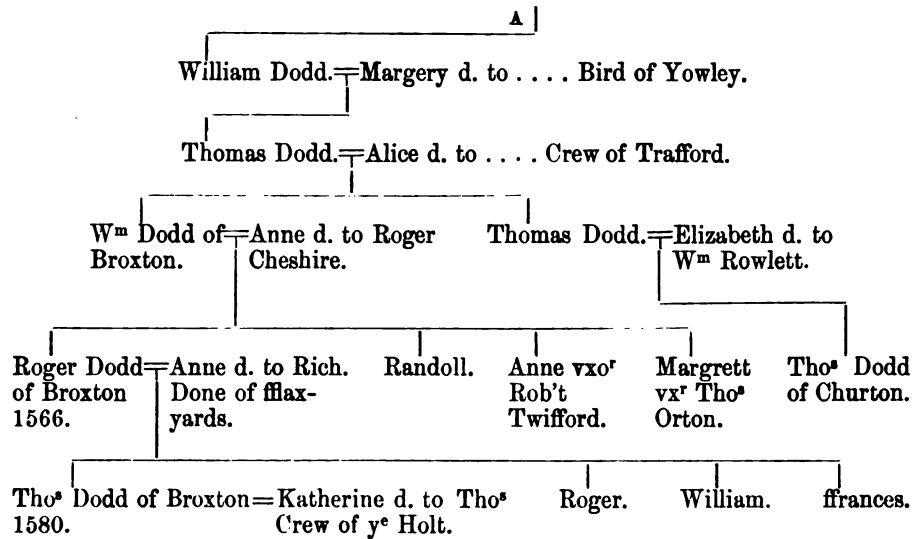 A
William Dodd.=Margery d. to .... Bird of Yowley.
Thomas Dodd.=Alice d. to .... Crew of Trafford.
Wᵐ Dodd of=Anne d. to Roger
Broxton. Cheshire.
Thomas Dodd.=Elizabeth d. to
Wᵐ Rowlett.
Roger Dodd=Anne d. to Rich.
of Broxton Done of fflax-
1566. yards.
Randoll.
Anne vxoʳ
Rob't
Twifford.
Margrett
vxʳ Thoˢ
Orton.
Thoˢ Dodd
of Churton.
Thoˢ Dodd of Broxton=Katherine d. to Thoˢ
1580. Crew of yᵉ Holt.
Roger.
William.
ffrances.